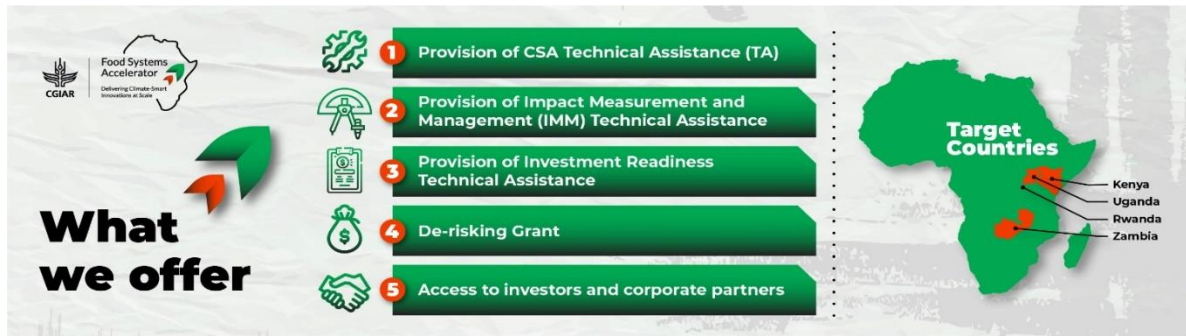 CGIAR
Food Systems
Accelerator
Delivering Climate-Smart
Innovations at Scale
What
we offer
1 Provision of CSA Technical Assistance (TA)
2 Provision of Impact Measurement and
Management (IMM) Technical Assistance
3 Provision of Investment Readiness
Technical Assistance
4 De-risking Grant
5 Access to investors and corporate partners
Target
Countries
Kenya
Uganda
Rwanda
Zambia